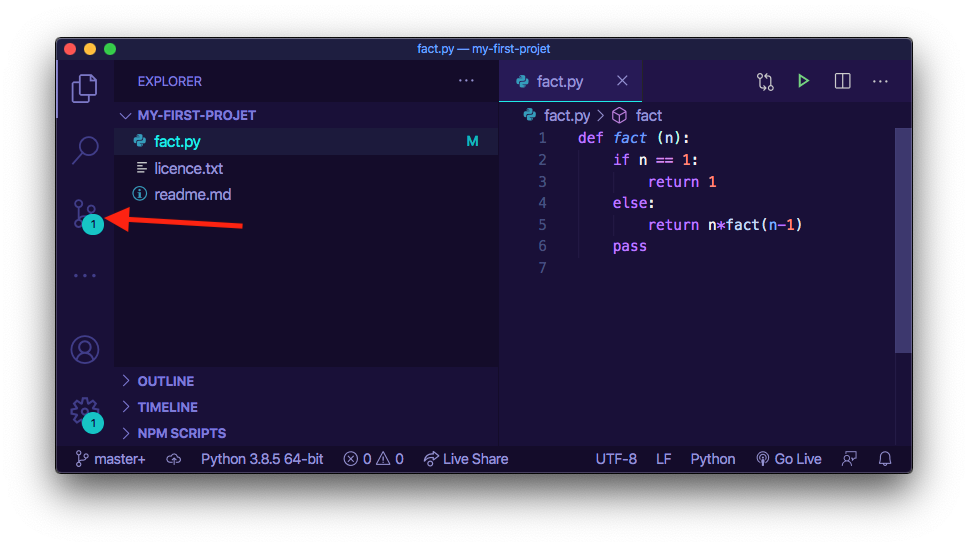 fact.py — my-first-projet
EXPLORER
MY-FIRST-PROJET
fact.py M
licence.txt
readme.md
1
OUTLINE
TIMELINE
NPM SCRIPTS
1
fact.py
fact.py > fact
1 def fact (n):
2 if n == 1:
3 return 1
4 else:
5 return n*fact(n-1)
6 pass
7
master+ Python 3.8.5 64-bit 0 0 Live Share UTF-8 LF Python Go Live